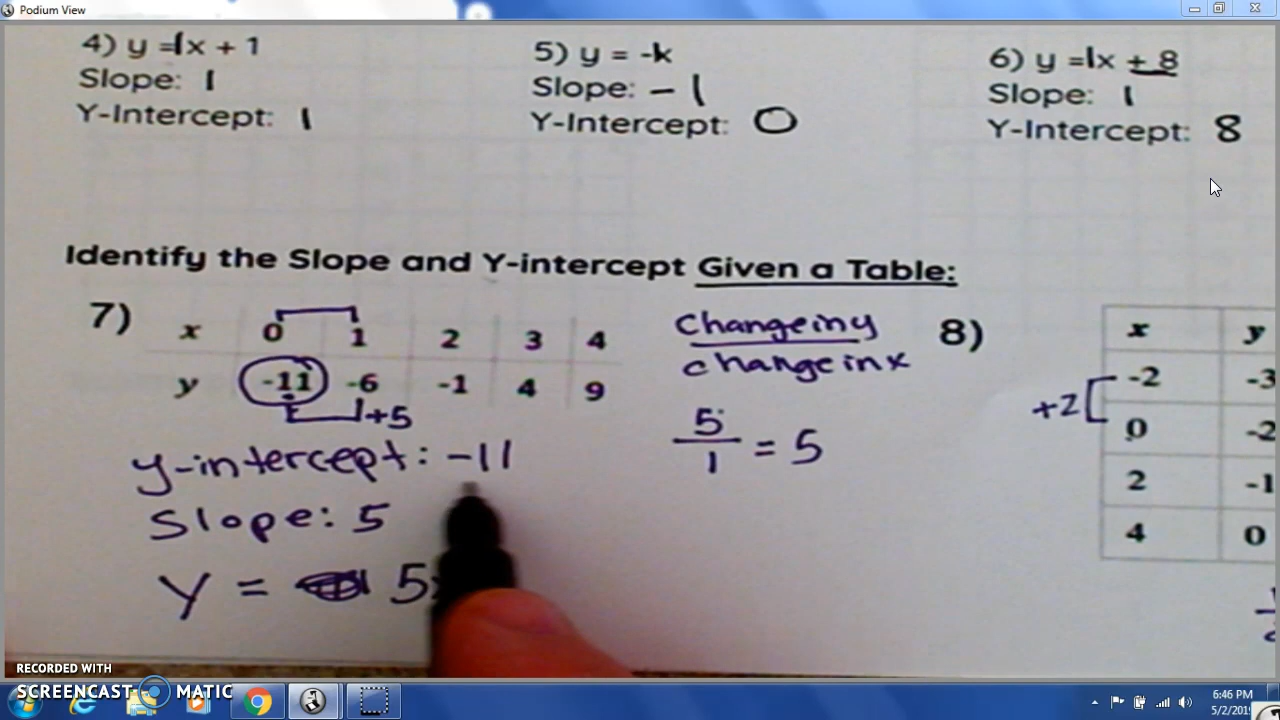 Podium View
4) y = 1x + 1
Slope: 1
Y-Intercept: 1
5) y = -x
Slope: - 1
Y-Intercept: 0
6) y = 1x + 8
Slope: 1
Y-Intercept: 8
Identify the Slope and Y-intercept Given a Table:
7)
x 0 1 2 3 4
y -11 -6 -1 4 9
+5
y-intercept: -11
Slope: 5
y = 5
Change in y
change in x
5
1
= 5
8)
x y
-2 -3
0 -2
2 -1
4 0
+2
RECORDED WITH
SCREENCAST MATIC
6:46 PM